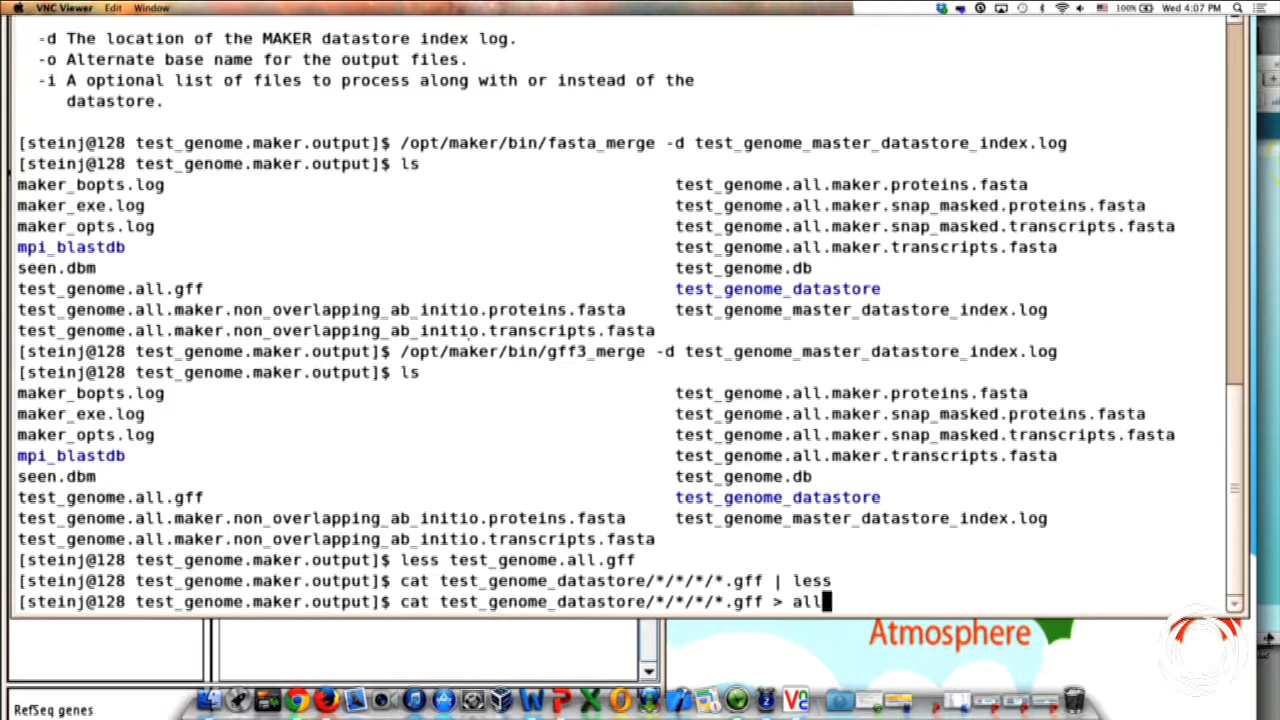 VNC Viewer Edit Window 100% Wed 4:07 PM
-d The location of the MAKER datastore index log.
-o Alternate base name for the output files.
-i A optional list of files to process along with or instead of the
datastore.
[steinj@128 test_genome.maker.output]$ /opt/maker/bin/fasta_merge -d test_genome_master_datastore_index.log
[steinj@128 test_genome.maker.output]$ ls
maker_bopts.log test_genome.all.maker.proteins.fasta
maker_exe.log test_genome.all.maker.snap_masked.proteins.fasta
maker_opts.log test_genome.all.maker.snap_masked.transcripts.fasta
mpi_blastdb test_genome.all.maker.transcripts.fasta
seen.dbm test_genome.db
test_genome.all.gff test_genome_datastore
test_genome.all.maker.non_overlapping_ab_initio.proteins.fasta test_genome_master_datastore_index.log
test_genome.all.maker.non_overlapping_ab_initio.transcripts.fasta
[steinj@128 test_genome.maker.output]$ /opt/maker/bin/gff3_merge -d test_genome_master_datastore_index.log
[steinj@128 test_genome.maker.output]$ ls
maker_bopts.log test_genome.all.maker.proteins.fasta
maker_exe.log test_genome.all.maker.snap_masked.proteins.fasta
maker_opts.log test_genome.all.maker.snap_masked.transcripts.fasta
mpi_blastdb test_genome.all.maker.transcripts.fasta
seen.dbm test_genome.db
test_genome.all.gff test_genome_datastore
test_genome.all.maker.non_overlapping_ab_initio.proteins.fasta test_genome_master_datastore_index.log
test_genome.all.maker.non_overlapping_ab_initio.transcripts.fasta
[steinj@128 test_genome.maker.output]$ less test_genome.all.gff
[steinj@128 test_genome.maker.output]$ cat test_genome_datastore/*/*/*/*.gff | less
[steinj@128 test_genome.maker.output]$ cat test_genome_datastore/*/*/*/*.gff > all
Atmosphere
RefSeq genes